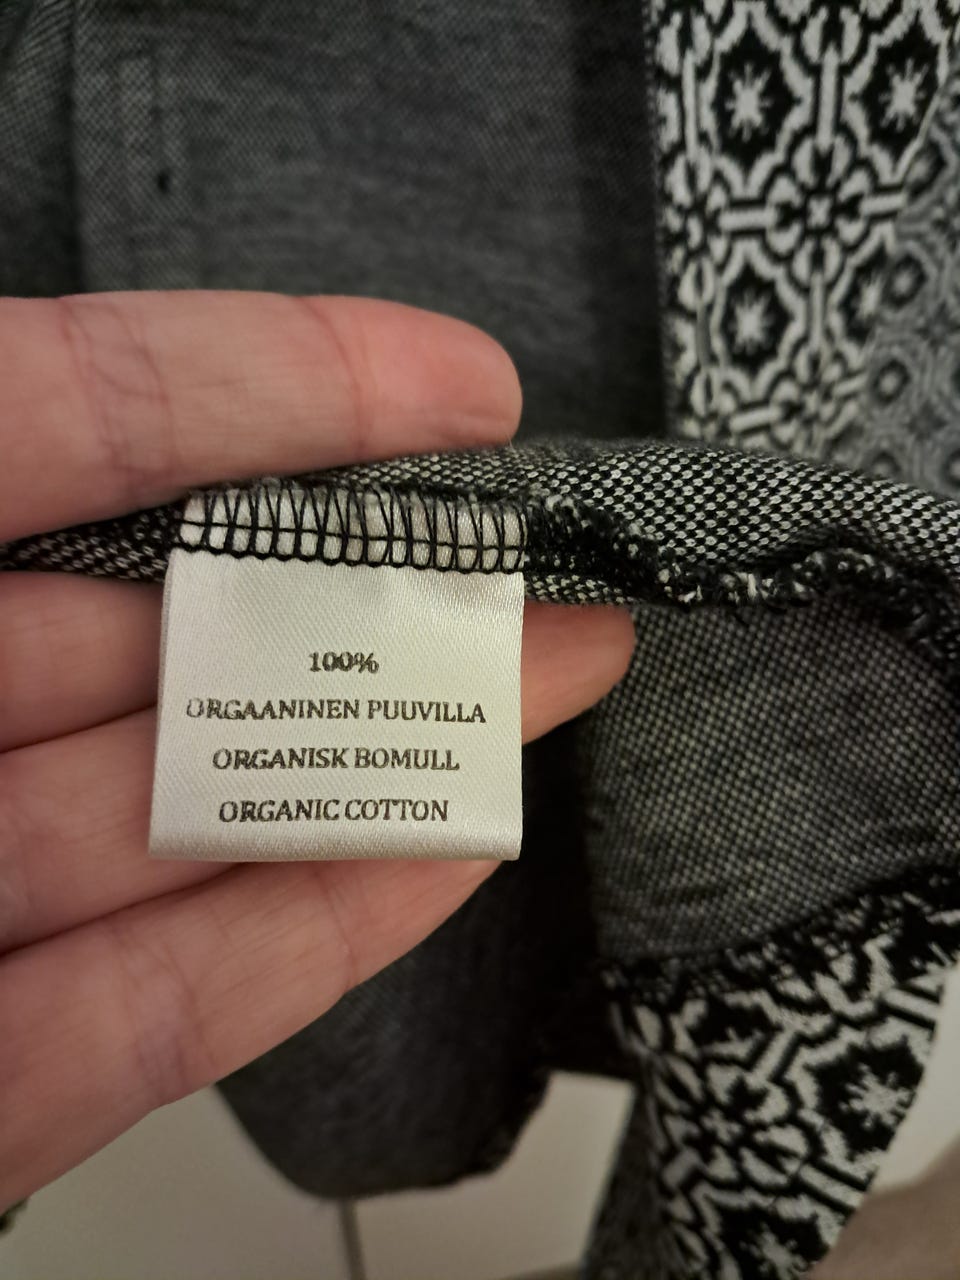 100%
ORGAANINEN PUUVILLA
ORGANISK BOMULL
ORGANIC COTTON